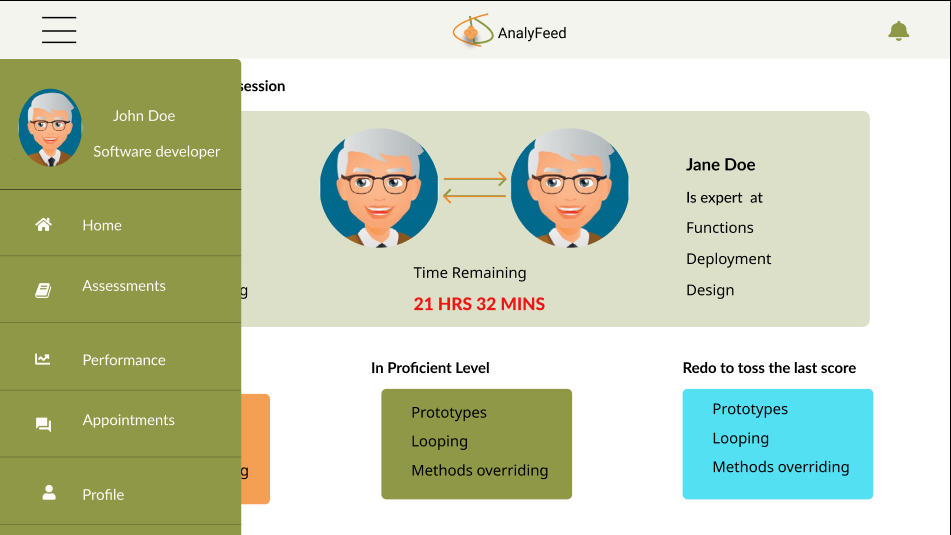 AnalyFeed
session
John Doe
Software developer
Home
Assessments
Performance
Appointments
Profile
g
Time Remaining
21 HRS 32 MINS
Jane Doe
Is expert at
Functions
Deployment
Design
g
In Proficient Level
Prototypes
Looping
Methods overriding
Redo to toss the last score
Prototypes
Looping
Methods overriding